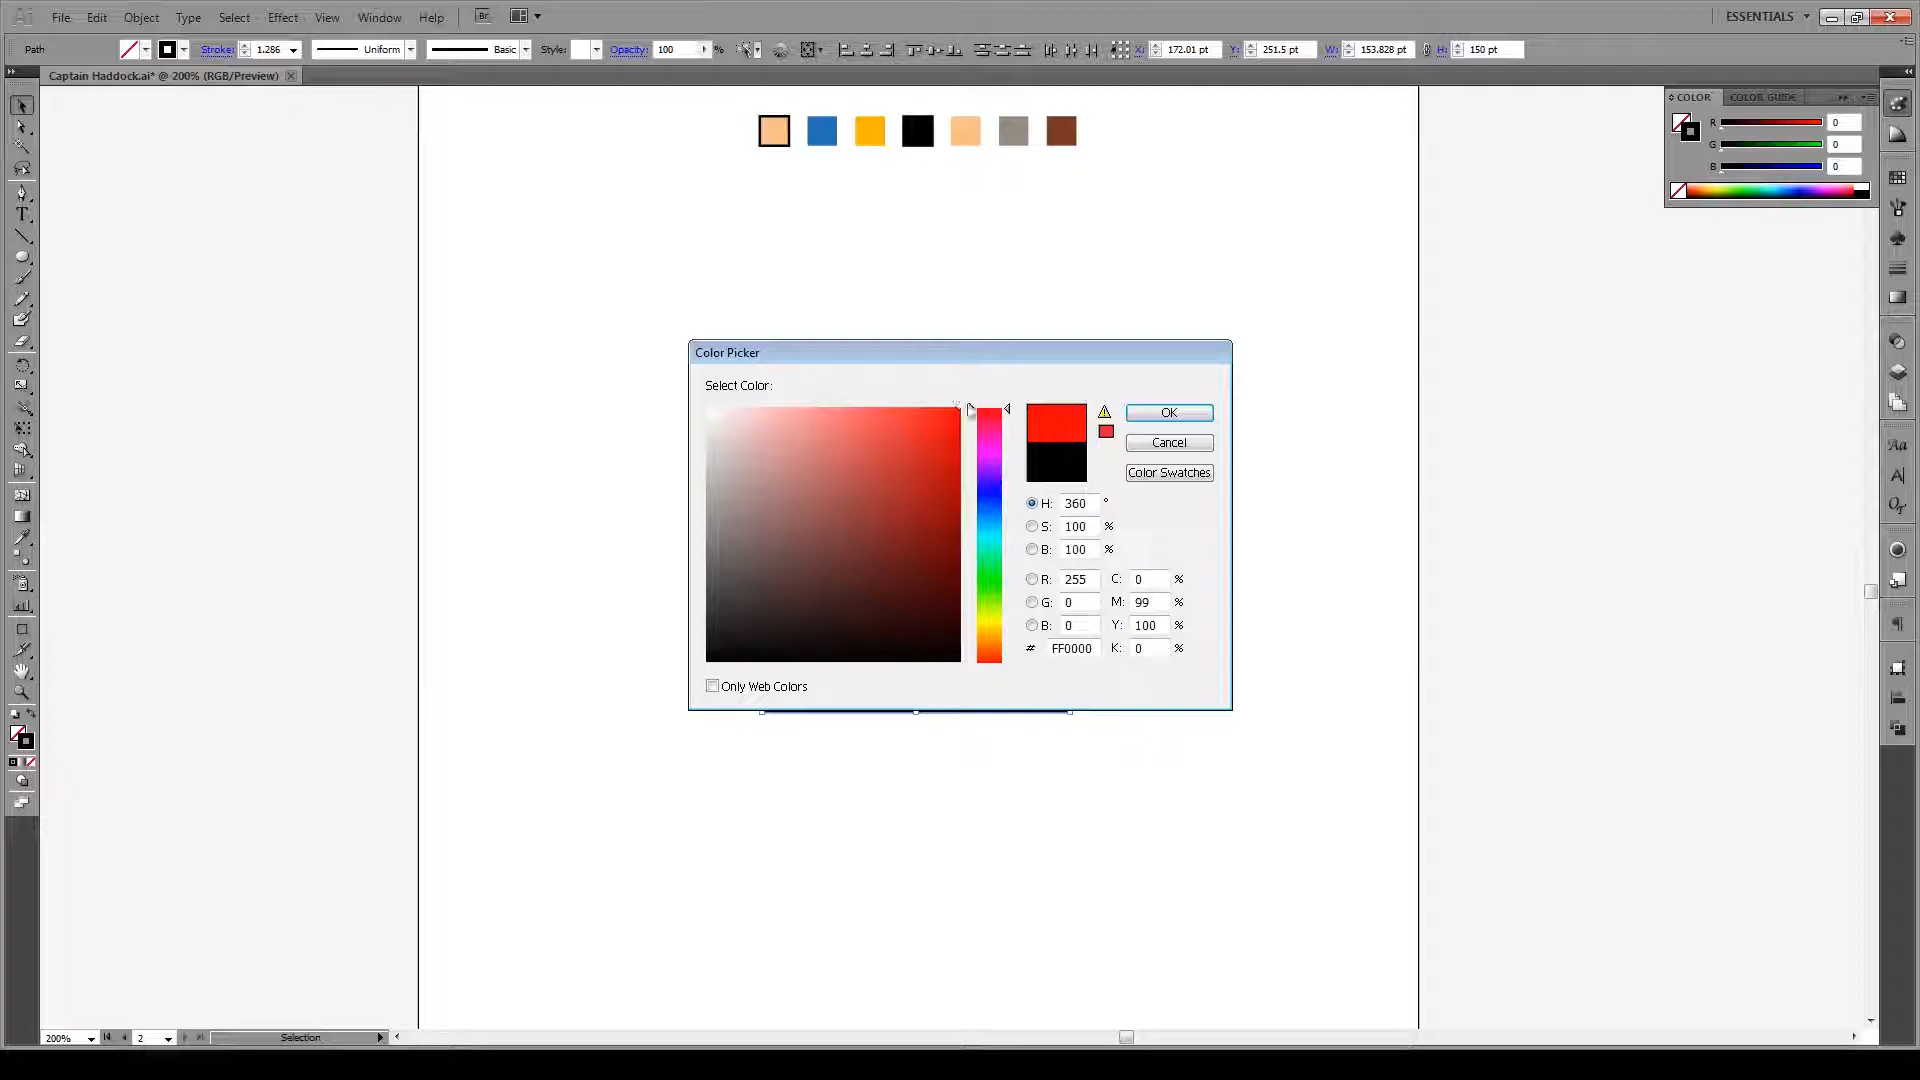 Ai File Edit Object Type Select Effect View Window Help Br ESSENTIALS
Path Stroke: 1.286 Uniform Basic Style: Opacity: 100 % X: 172.01 pt Y: 251.5 pt W: 153.828 pt H: 150 pt
Captain Haddock.ai* @ 200% (RGB/Preview)
COLOR COLOR GUIDE
R 0
G 0
B 0
Color Picker
Select Color:
OK
Cancel
Color Swatches
H: 360 °
S: 100 %
B: 100 %
R: 255 C: 0 %
G: 0 M: 99 %
B: 0 Y: 100 %
# FF0000 K: 0 %
Only Web Colors
200% 2 Selection